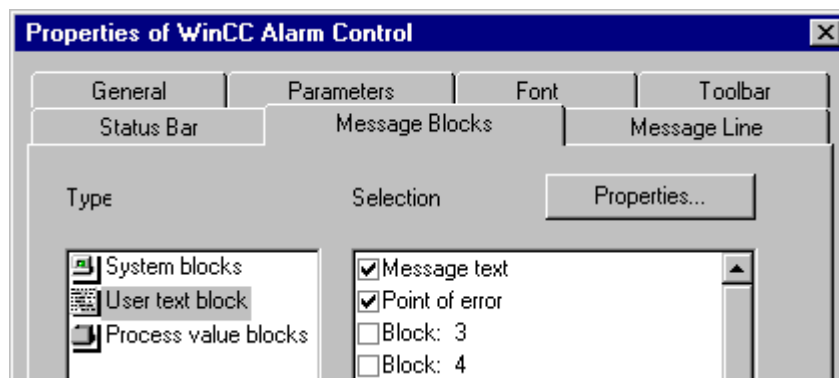 Properties of WinCC Alarm Control
General Parameters Font Toolbar
Status Bar Message Blocks Message Line
Type Selection Properties...
System blocks
User text block
Process value blocks
Message text
Point of error
Block: 3
Block: 4